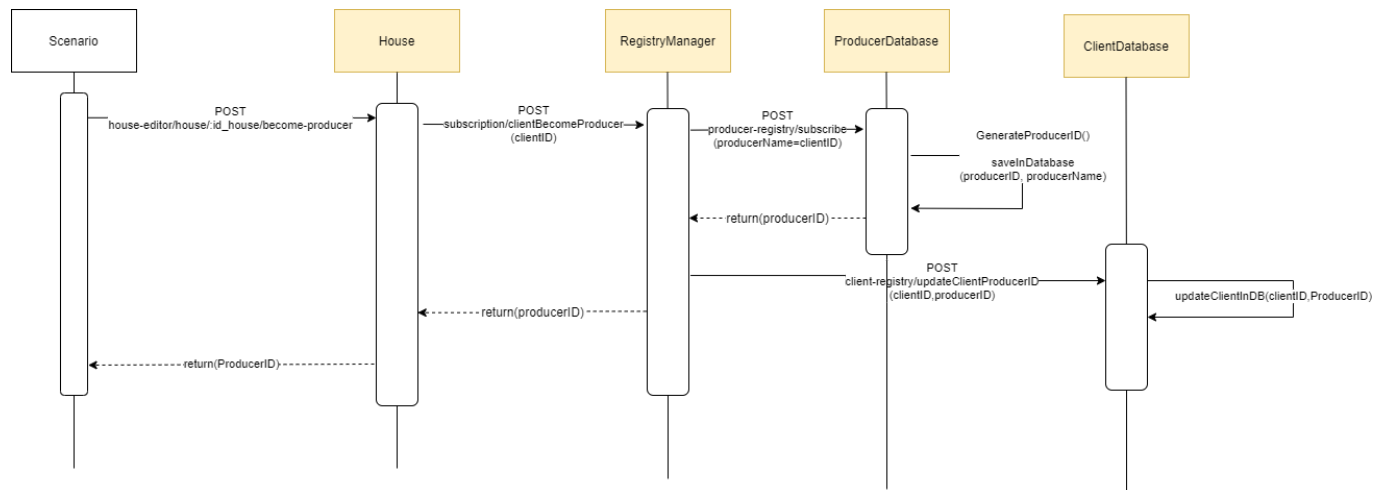 Scenario
House
RegistryManager
ProducerDatabase
ClientDatabase
POST
house-editor/house/:id_house/become-producer
POST
subscription/clientBecomeProducer
(clientID)
POST
producer-registry/subscribe
(producerName=clientID)
GenerateProducerID()
saveInDatabase
(producerID, producerName)
return(producerID)
POST
client-registry/updateClientProducerID
(clientID,producerID)
updateClientInDB(clientID,ProducerID)
return(producerID)
return(ProducerID)